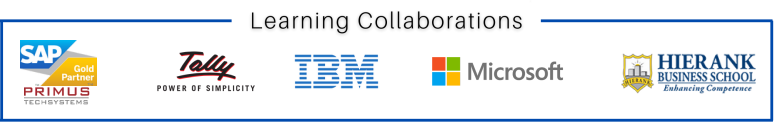 Learning Collaborations
SAP
Gold
Partner
PRIMUS
TECHSYSTEMS
Tally
POWER OF SIMPLICITY
IBM
Microsoft
HIERANK
HIERANK
BUSINESS SCHOOL
Enhancing Competence